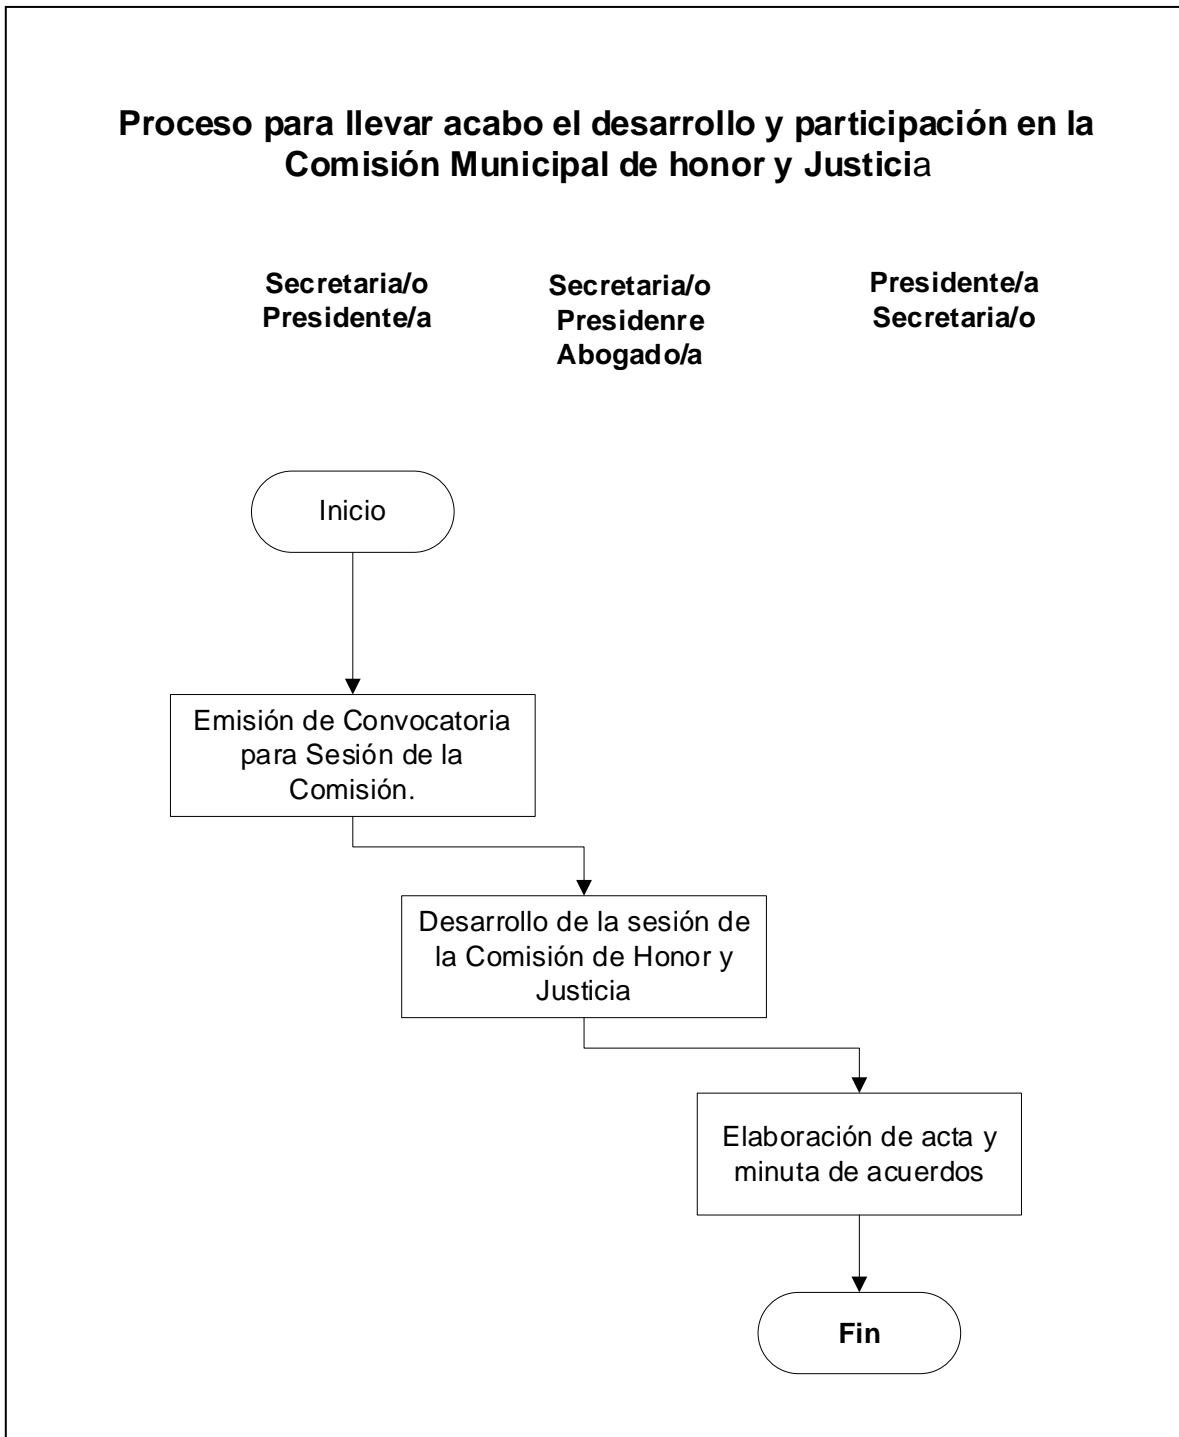 Proceso para llevar acabo el desarrollo y participación en la
Comisión Municipal de honor y Justicia
Secretaria/o
Presidente/a
Secretaria/o
Presidenre
Abogado/a
Presidente/a
Secretaria/o
Inicio
Emisión de Convocatoria
para Sesión de la
Comisión.
Desarrollo de la sesión de
la Comisión de Honor y
Justicia
Elaboración de acta y
minuta de acuerdos
Fin